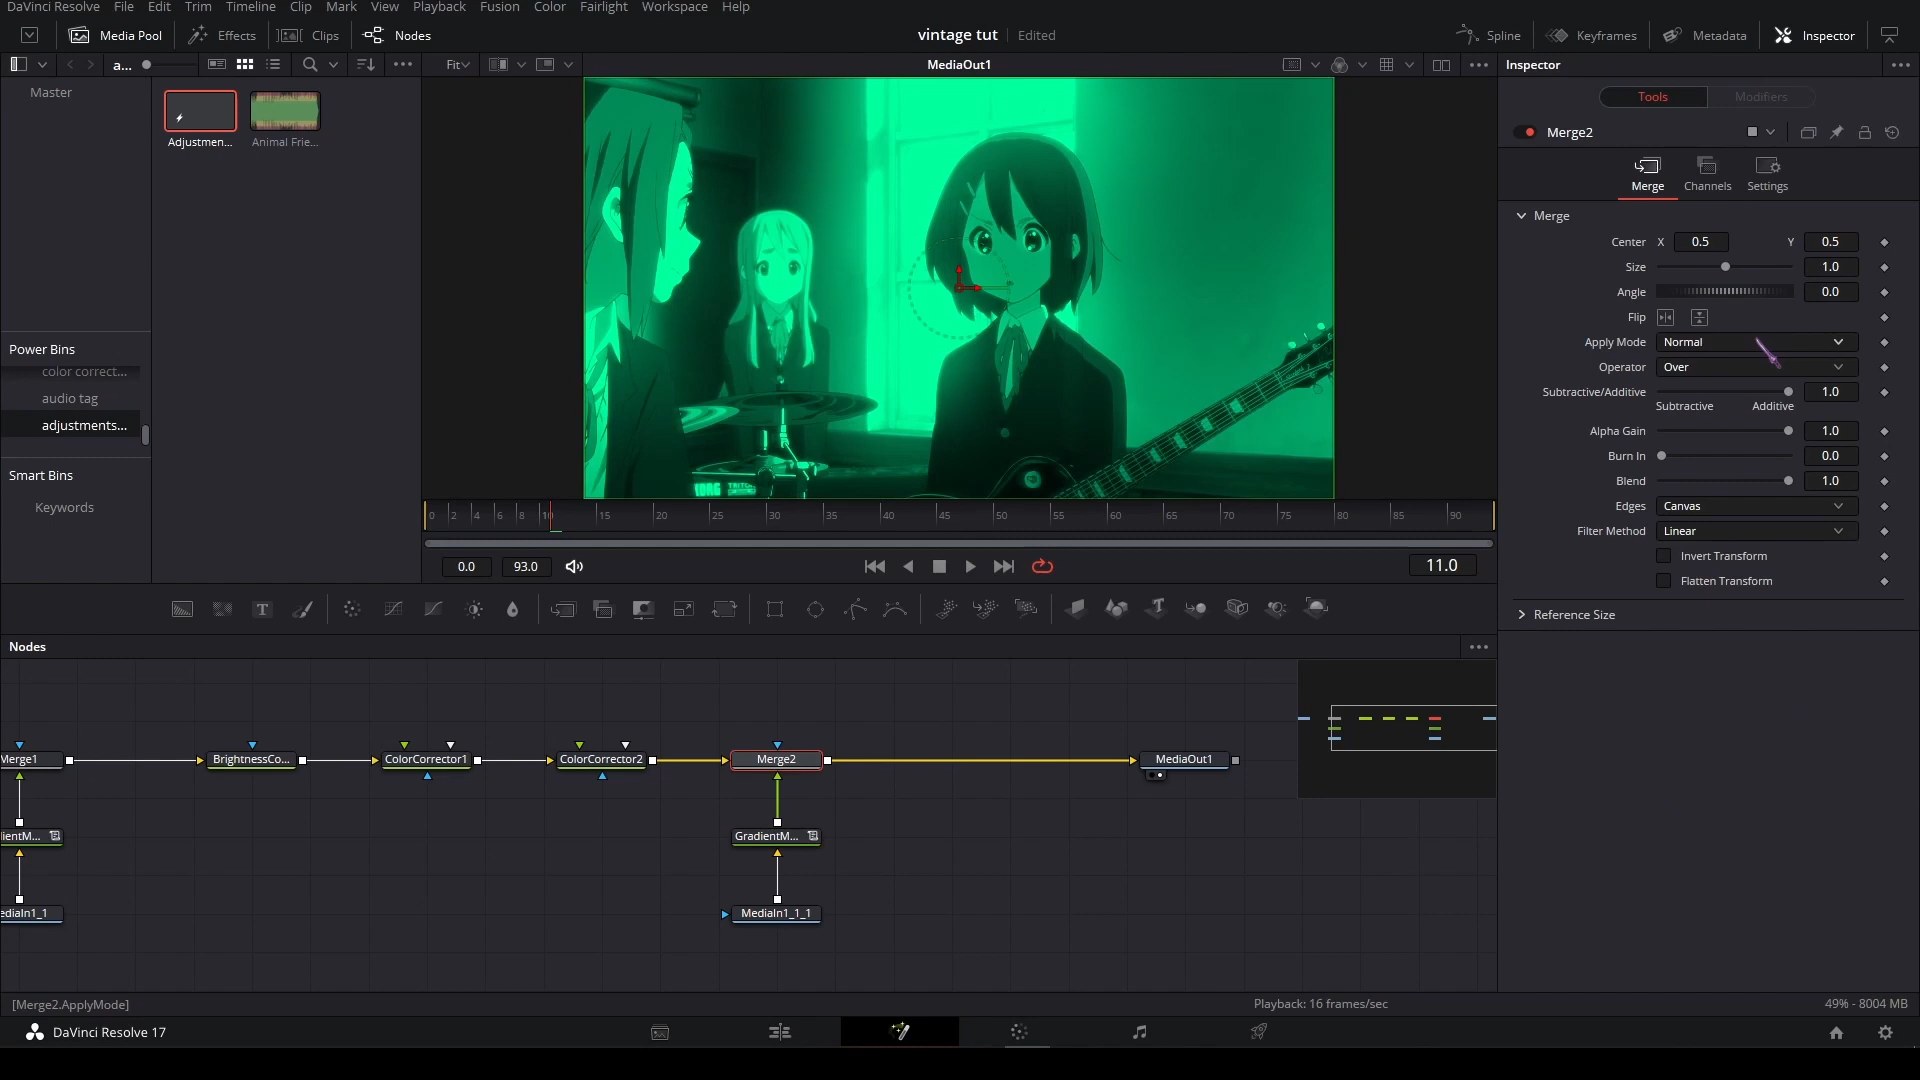 DaVinci Resolve File Edit Trim Timeline Clip Mark View Playback Fusion Color Fairlight Workspace Help
Media Pool Effects Clips Nodes vintage tut Edited Spline Keyframes Metadata Inspector
a... Fit MediaOut1 Inspector
Master
Adjustmen... Animal Frie...
Power Bins
color correct...
audio tag
adjustments...
Smart Bins
Keywords
KORG
Tools Modifiers
Merge2
Merge Channels Settings
Merge
Center X 0.5 Y 0.5
Size 1.0
Angle 0.0
Flip
Apply Mode Normal
Operator Over
Subtractive/Additive 1.0
Subtractive Additive
Alpha Gain 1.0
Burn In 0.0
Blend 1.0
Edges Canvas
Filter Method Linear
Invert Transform
Flatten Transform
Reference Size
0 2 4 6 8 10 15 20 25 30 35 40 45 50 55 60 65 70 75 80 85 90
0.0 93.0 11.0
T
Nodes
Merge1 BrightnessCo... ColorCorrector1 ColorCorrector2 Merge2 MediaOut1
ientM... GradientM...
ediaIn1_1 MediaIn1_1_1
[Merge2.ApplyMode] Playback: 16 frames/sec 49% - 8004 MB
DaVinci Resolve 17